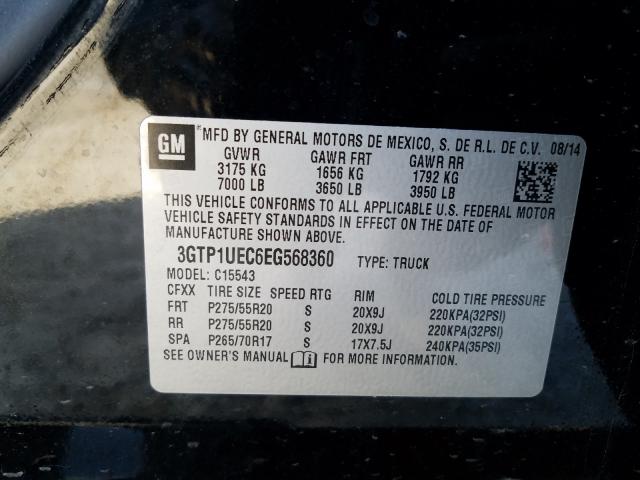 GM * MFD BY GENERAL MOTORS DE MEXICO, S. DE R.L. DE C.V. 08/14
GVWR GAWR FRT GAWR RR
3175 KG 1656 KG 1792 KG
7000 LB 3650 LB 3950 LB
THIS VEHICLE CONFORMS TO ALL APPLICABLE U.S. FEDERAL MOTOR
VEHICLE SAFETY STANDARDS IN EFFECT ON THE DATE OF
MANUFACTURE SHOWN ABOVE.
3GTP1UEC6EG568360 TYPE: TRUCK
MODEL: C15543
CFXX TIRE SIZE SPEED RTG RIM COLD TIRE PRESSURE
FRT P275/55R20 S 20X9J 220KPA(32PSI)
RR P275/55R20 S 20X9J 220KPA(32PSI)
SPA P265/70R17 S 17X7.5J 240KPA(35PSI)
SEE OWNER'S MANUAL FOR MORE INFORMATION.